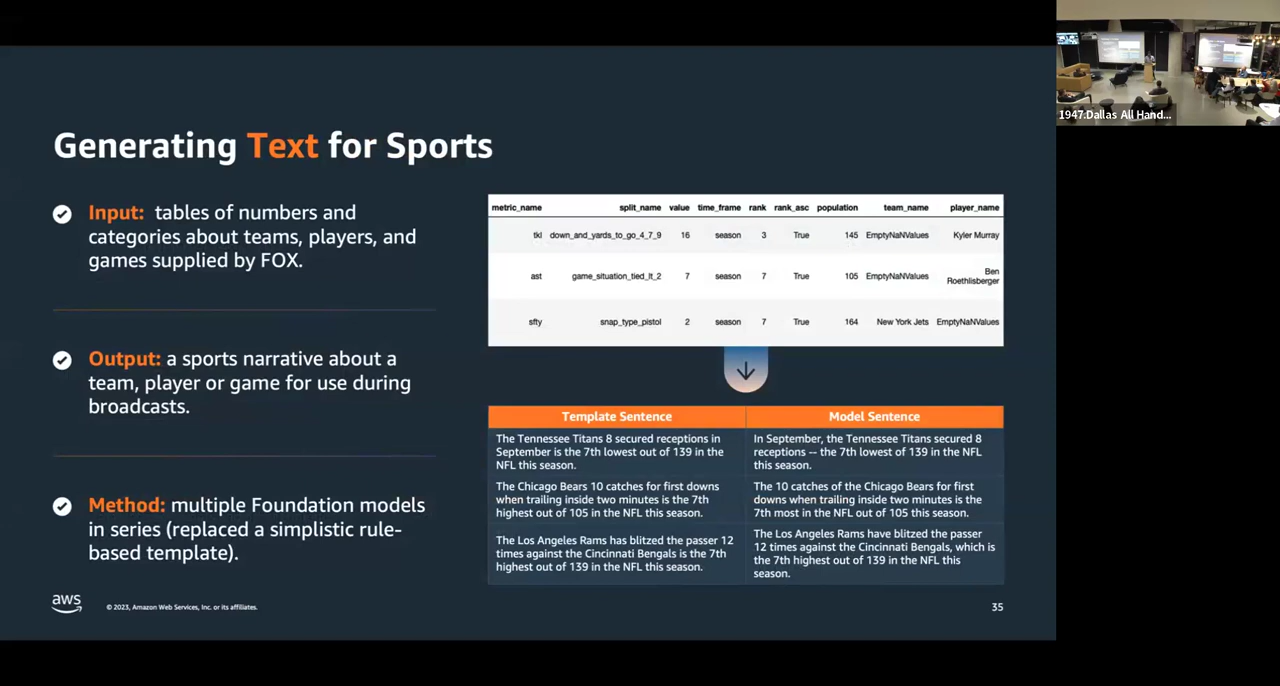 1947:Dallas All Hand...
Generating Text for Sports
Input: tables of numbers and
categories about teams, players, and
games supplied by FOX.
Output: a sports narrative about a
team, player or game for use during
broadcasts.
Method: multiple Foundation models
in series (replaced a simplistic rule-
based template).
metric_name split_name value time_frame rank rank_asc population team_name player_name
tkl down_and_yards_to_go_4_7_9 16 season 3 True 145 EmptyNaNValues Kyler Murray
ast game_situation_tied_lt_2 7 season 7 True 105 EmptyNaNValues Ben
Roethlisberger
sfty snap_type_pistol 2 season 7 True 164 New York Jets EmptyNaNValues
Template Sentence Model Sentence
The Tennessee Titans 8 secured receptions in
September is the 7th lowest out of 139 in the
NFL this season.
In September, the Tennessee Titans secured 8
receptions -- the 7th lowest of 139 in the NFL
this season.
The Chicago Bears 10 catches for first downs
when trailing inside two minutes is the 7th
highest out of 105 in the NFL this season.
The 10 catches of the Chicago Bears for first
downs when trailing inside two minutes is the
7th most in the NFL out of 105 this season.
The Los Angeles Rams has blitzed the passer 12
times against the Cincinnati Bengals is the 7th
highest out of 139 in the NFL this season.
The Los Angeles Rams have blitzed the passer
12 times against the Cincinnati Bengals, which is
the 7th highest out of 139 in the NFL this
season.
aws
© 2023, Amazon Web Services, Inc. or its affiliates.
35